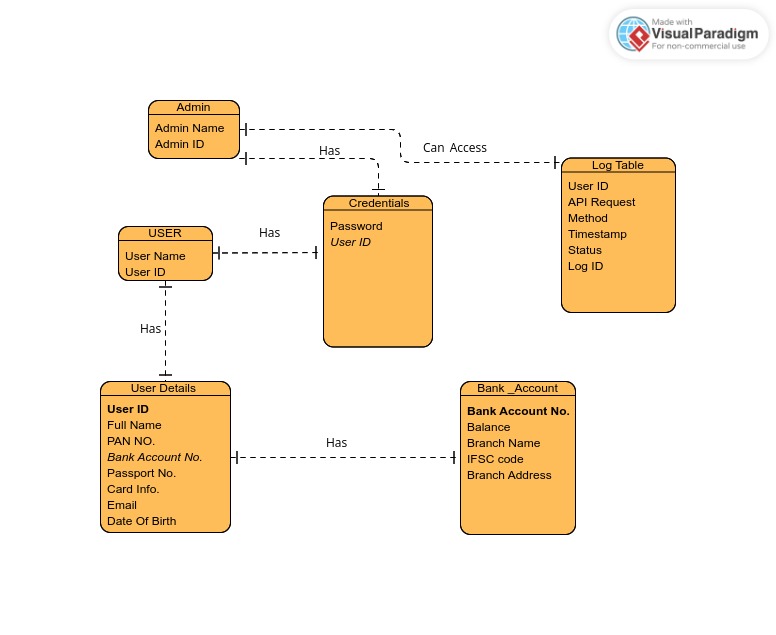 Made with
VisualParadigm
For non-commercial use
Admin
Admin Name
Admin ID
Can Access
Has
Log Table
User ID
API Request
Method
Timestamp
Status
Log ID
Credentials
Password
User ID
USER
User Name
User ID
Has
Has
User Details
User ID
Full Name
PAN NO.
Bank Account No.
Passport No.
Card Info.
Email
Date Of Birth
Has
Bank _Account
Bank Account No.
Balance
Branch Name
IFSC code
Branch Address